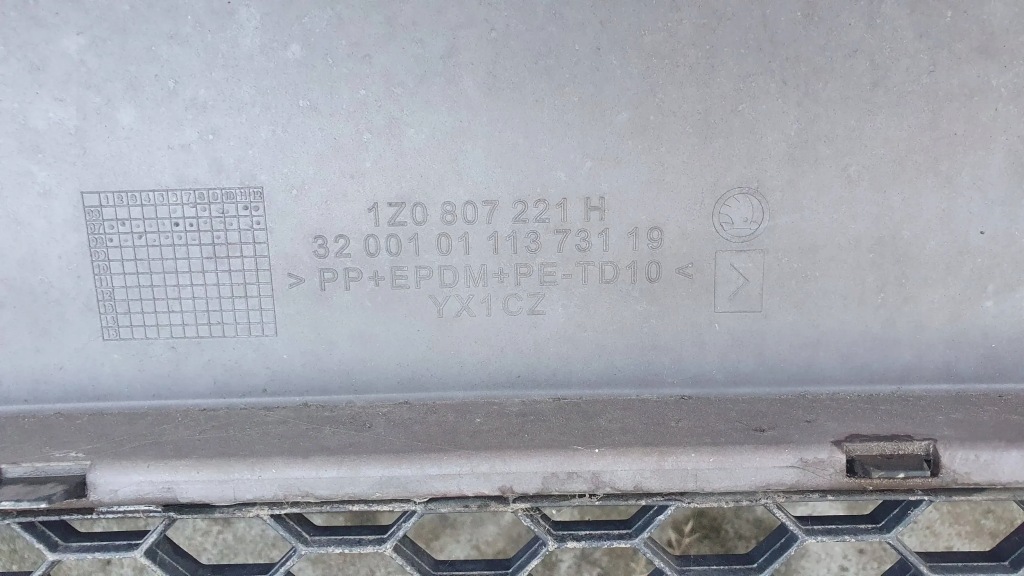 1Z0 807 221 H
32 001 01 113 731 19
> PP+EPDM+PE-TD10 <
YX1CZ